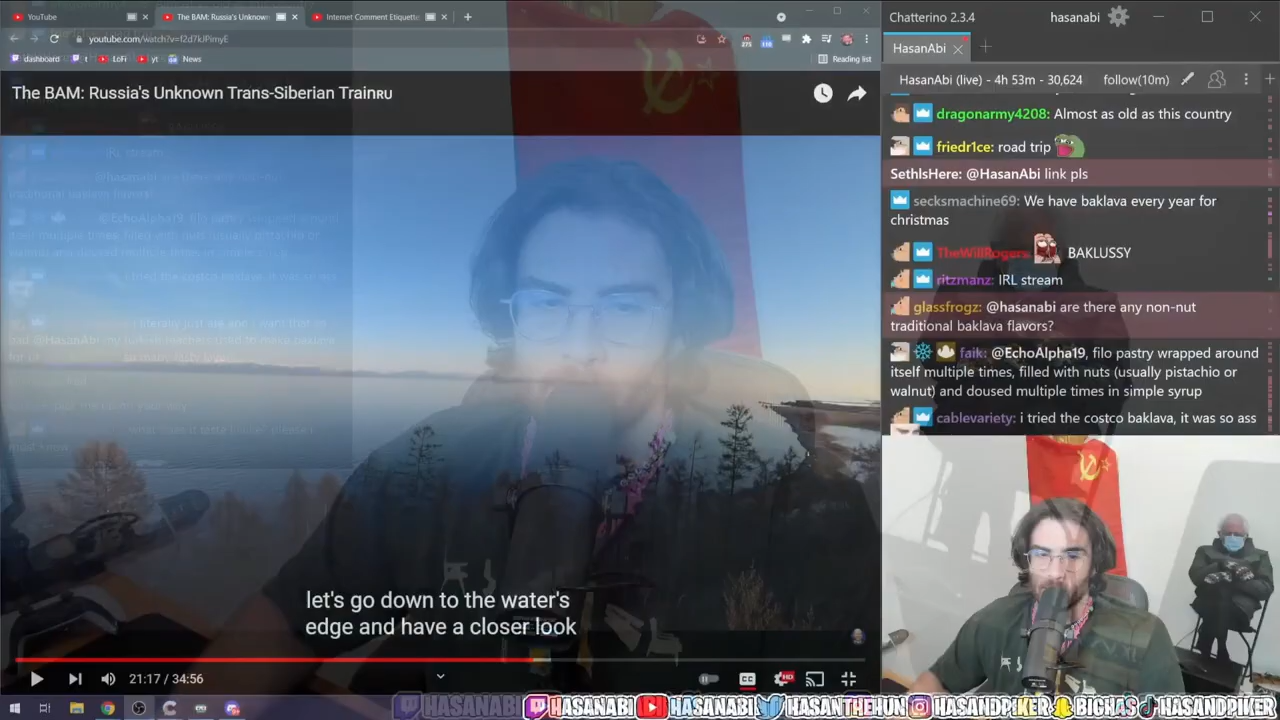 YouTube
The BAM: Russia's Unknown
Internet Comment Etiquette
youtube.com/watch?v=f2d7kJPimyE
dashboard
LoFi
yt
News
Reading list
The BAM: Russia's Unknown Trans-Siberian Train
let's go down to the water's
edge and have a closer look
21:17 / 34:56
CC
HD
Chatterino 2.3.4
hasanabi
HasanAbi
HasanAbi (live) - 4h 53m - 30,624
follow(10m)
dragonarmy4208: Almost as old as this country
friedr1ce: road trip
SethIsHere: @HasanAbi link pls
secksmachine69: We have baklava every year for
christmas
TheWillRogers: BAKLUSSY
ritzmanz: IRL stream
glassfrogz: @hasanabi are there any non-nut
traditional baklava flavors?
faik: @EchoAlpha19, filo pastry wrapped around
itself multiple times, filled with nuts (usually pistachio or
walnut) and doused multiple times in simple syrup
cablevariety: i tried the costco baklava, it was so ass
HASANABI HASANABI HASANABI HASANTHEHUN HASANDPIKER BIGHAS HASANDPIKER